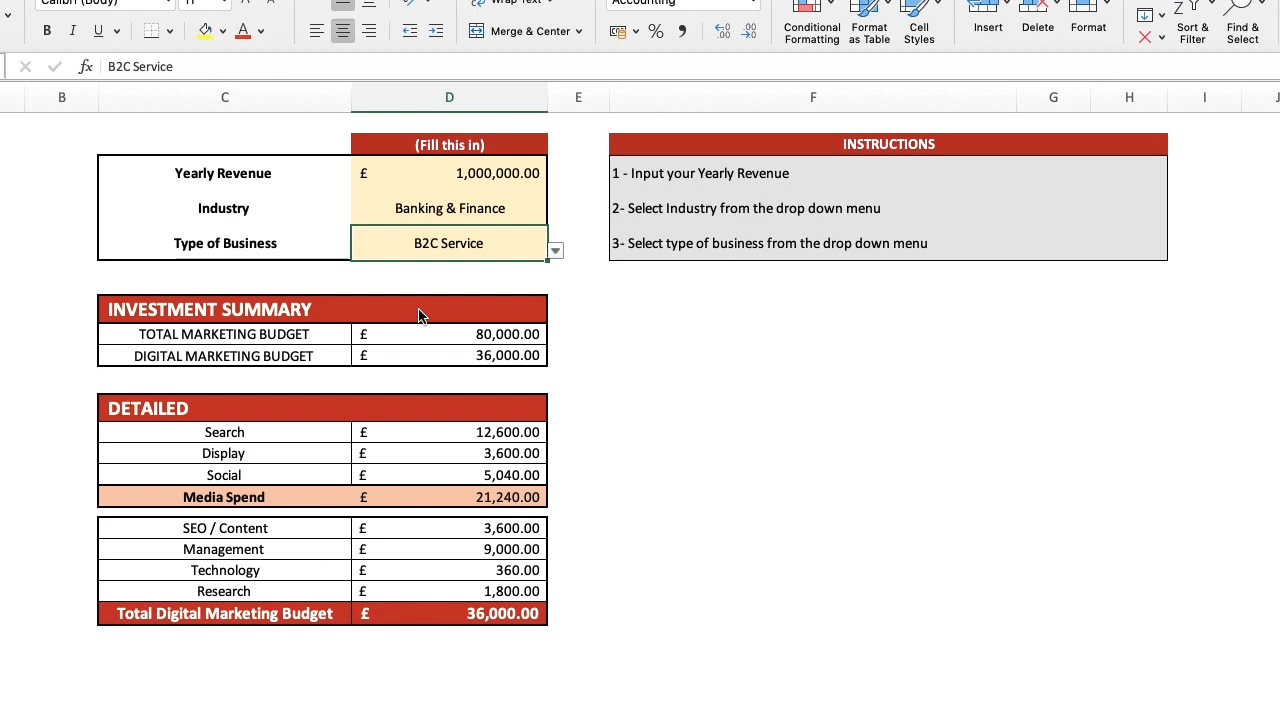 Calibri (Body)
Wrap Text
Accounting
B I U A
Merge & Center
%
Conditional Formatting
Format as Table
Cell Styles
Insert
Delete
Format
Sort & Filter
Find & Select
fx B2C Service
B C D E F G H I J
(Fill this in)
Yearly Revenue £ 1,000,000.00
Industry Banking & Finance
Type of Business B2C Service
INSTRUCTIONS
1 - Input your Yearly Revenue
2- Select Industry from the drop down menu
3- Select type of business from the drop down menu
INVESTMENT SUMMARY
TOTAL MARKETING BUDGET £ 80,000.00
DIGITAL MARKETING BUDGET £ 36,000.00
DETAILED
Search £ 12,600.00
Display £ 3,600.00
Social £ 5,040.00
Media Spend £ 21,240.00
SEO / Content £ 3,600.00
Management £ 9,000.00
Technology £ 360.00
Research £ 1,800.00
Total Digital Marketing Budget £ 36,000.00